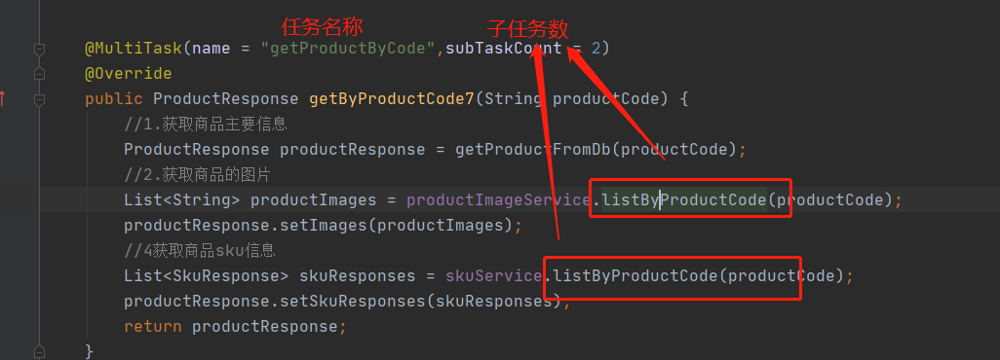 任务名称 子任务数
@MultiTask(name = "getProductByCode",subTaskCount = 2)
@Override
public ProductResponse getByProductCode7(String productCode) {
//1.获取商品主要信息
ProductResponse productResponse = getProductFromDb(productCode);
//2.获取商品的图片
List<String> productImages = productImageService.listByProductCode(productCode);
productResponse.setImages(productImages);
//4获取商品sku信息
List<SkuResponse> skuResponses = skuService.listByProductCode(productCode);
productResponse.setSkuResponses(skuResponses);
return productResponse;
}